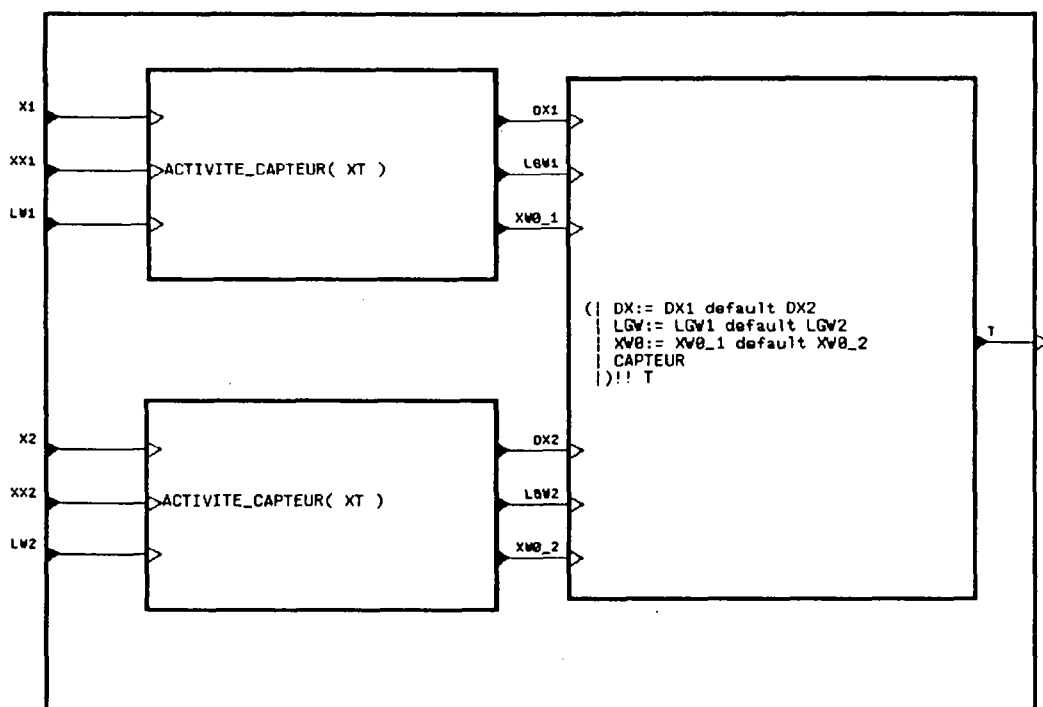 X1
XX1
LW1
ACTIVITE_CAPTEUR( XT )
DX1
LGW1
XW0_1
(| DX:= DX1 default DX2
| LGW:= LGW1 default LGW2
| XW0:= XW0_1 default XW0_2
| CAPTEUR
|)!! T
T
X2
XX2
LW2
ACTIVITE_CAPTEUR( XT )
DX2
LGW2
XW0_2